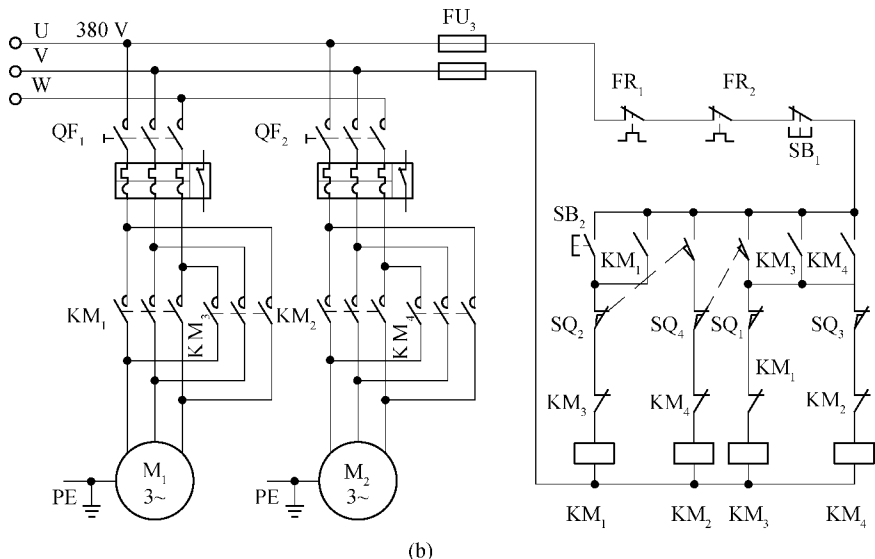 U 380 V
V
W
FU3
FR1
FR2
SB1
QF1
QF2
SB2
KM1
KM3
KM4
KM1
KM3
KM2
KM4
SQ2
SQ4
SQ1
SQ3
KM1
KM3
KM4
KM2
M1
3~
M2
3~
PE
PE
KM1
KM2
KM3
KM4
(b)